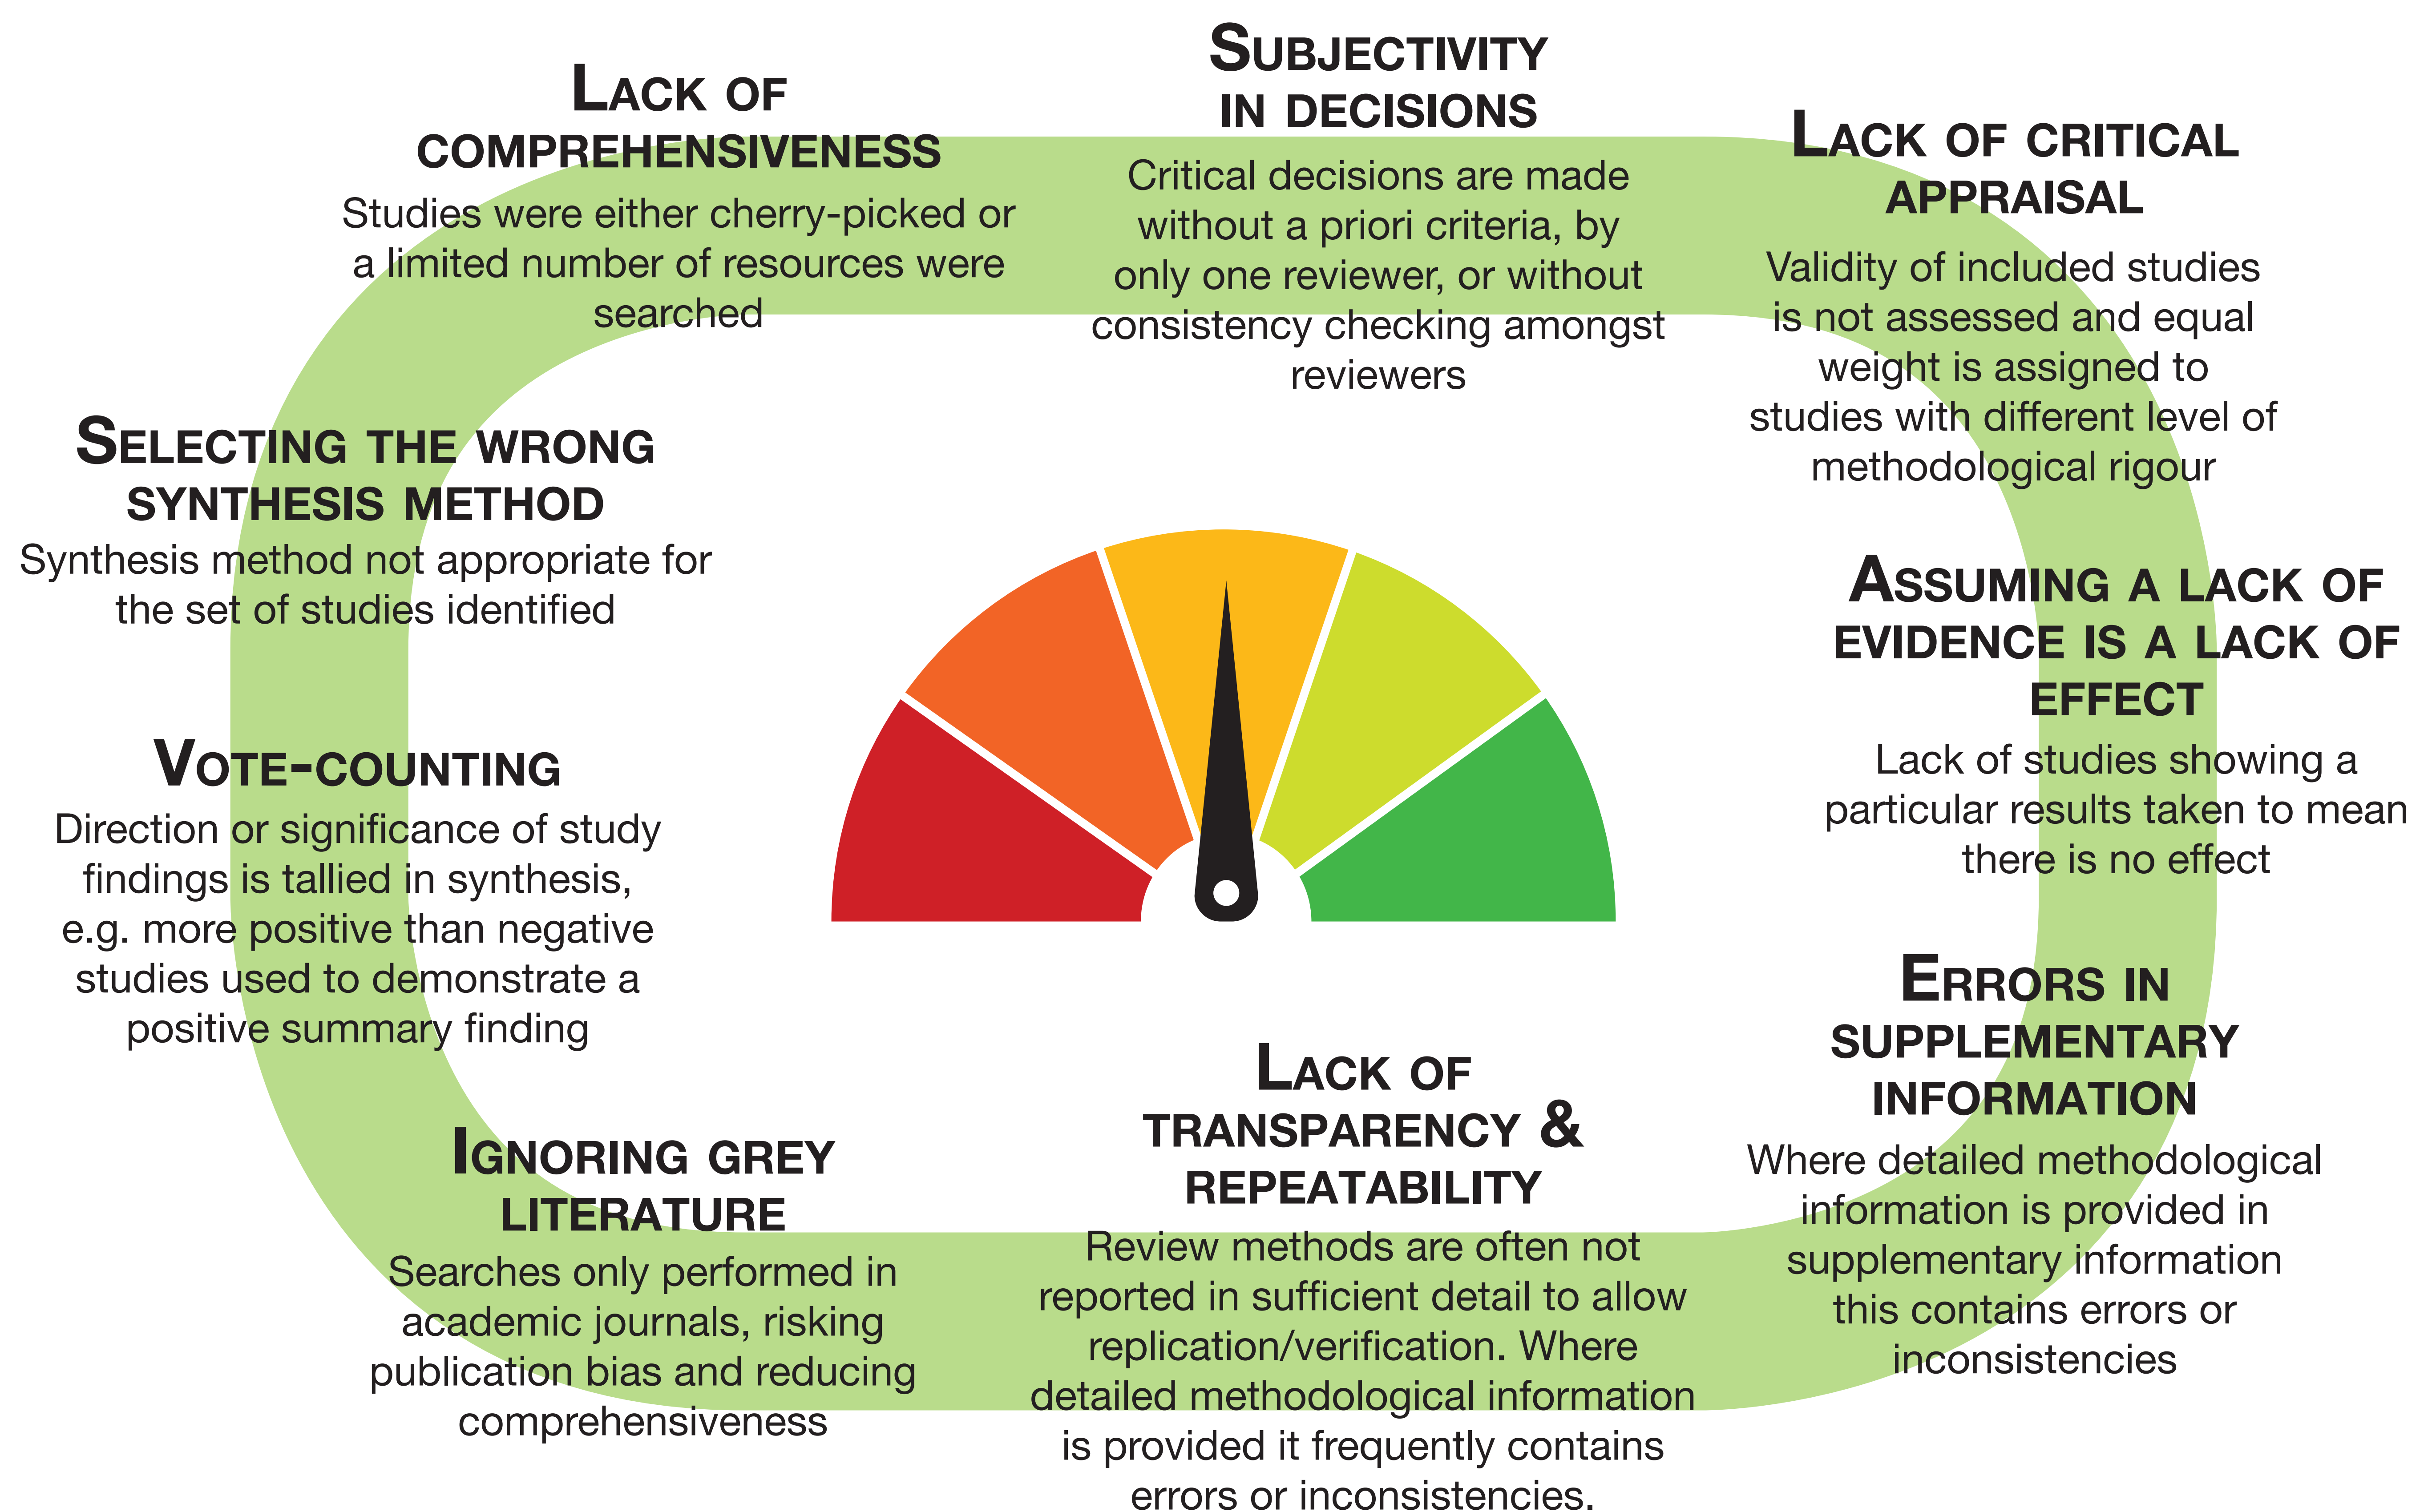 Subjectivity
in decisions
Critical decisions are made
without a priori criteria, by
only one reviewer, or without
consistency checking amongst
reviewers
Lack of critical
appraisal
Validity of included studies
is not assessed and equal
weight is assigned to
studies with different level of
methodological rigour
Assuming a lack of
evidence is a lack of
effect
Lack of studies showing a
particular results taken to mean
there is no effect
Errors in
supplementary
information
Where detailed methodological
information is provided in
supplementary information
this contains errors or
inconsistencies
Lack of
transparency &
repeatability
Review methods are often not
reported in sufficient detail to allow
replication/verification. Where
detailed methodological information
is provided it frequently contains
errors or inconsistencies.
Ignoring grey
literature
Searches only performed in
academic journals, risking
publication bias and reducing
comprehensiveness
Vote-counting
Direction or significance of study
findings is tallied in synthesis,
e.g. more positive than negative
studies used to demonstrate a
positive summary finding
Selecting the wrong
synthesis method
Synthesis method not appropriate for
the set of studies identified
Lack of
comprehensiveness
Studies were either cherry-picked or
a limited number of resources were
searched